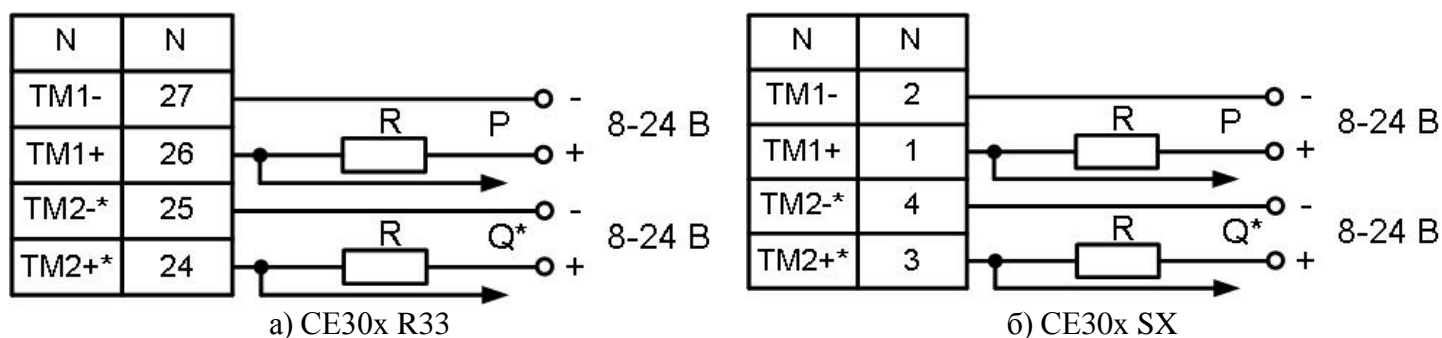 N N N N
TM1- 27 - TM1- 2 -
R P 8-24 В R P 8-24 В
TM1+ 26 + TM1+ 1 +
TM2-* 25 - TM2-* 4 -
R Q* 8-24 В R Q* 8-24 В
TM2+* 24 + TM2+* 3 +
а) CE30x R33 б) CE30x SX